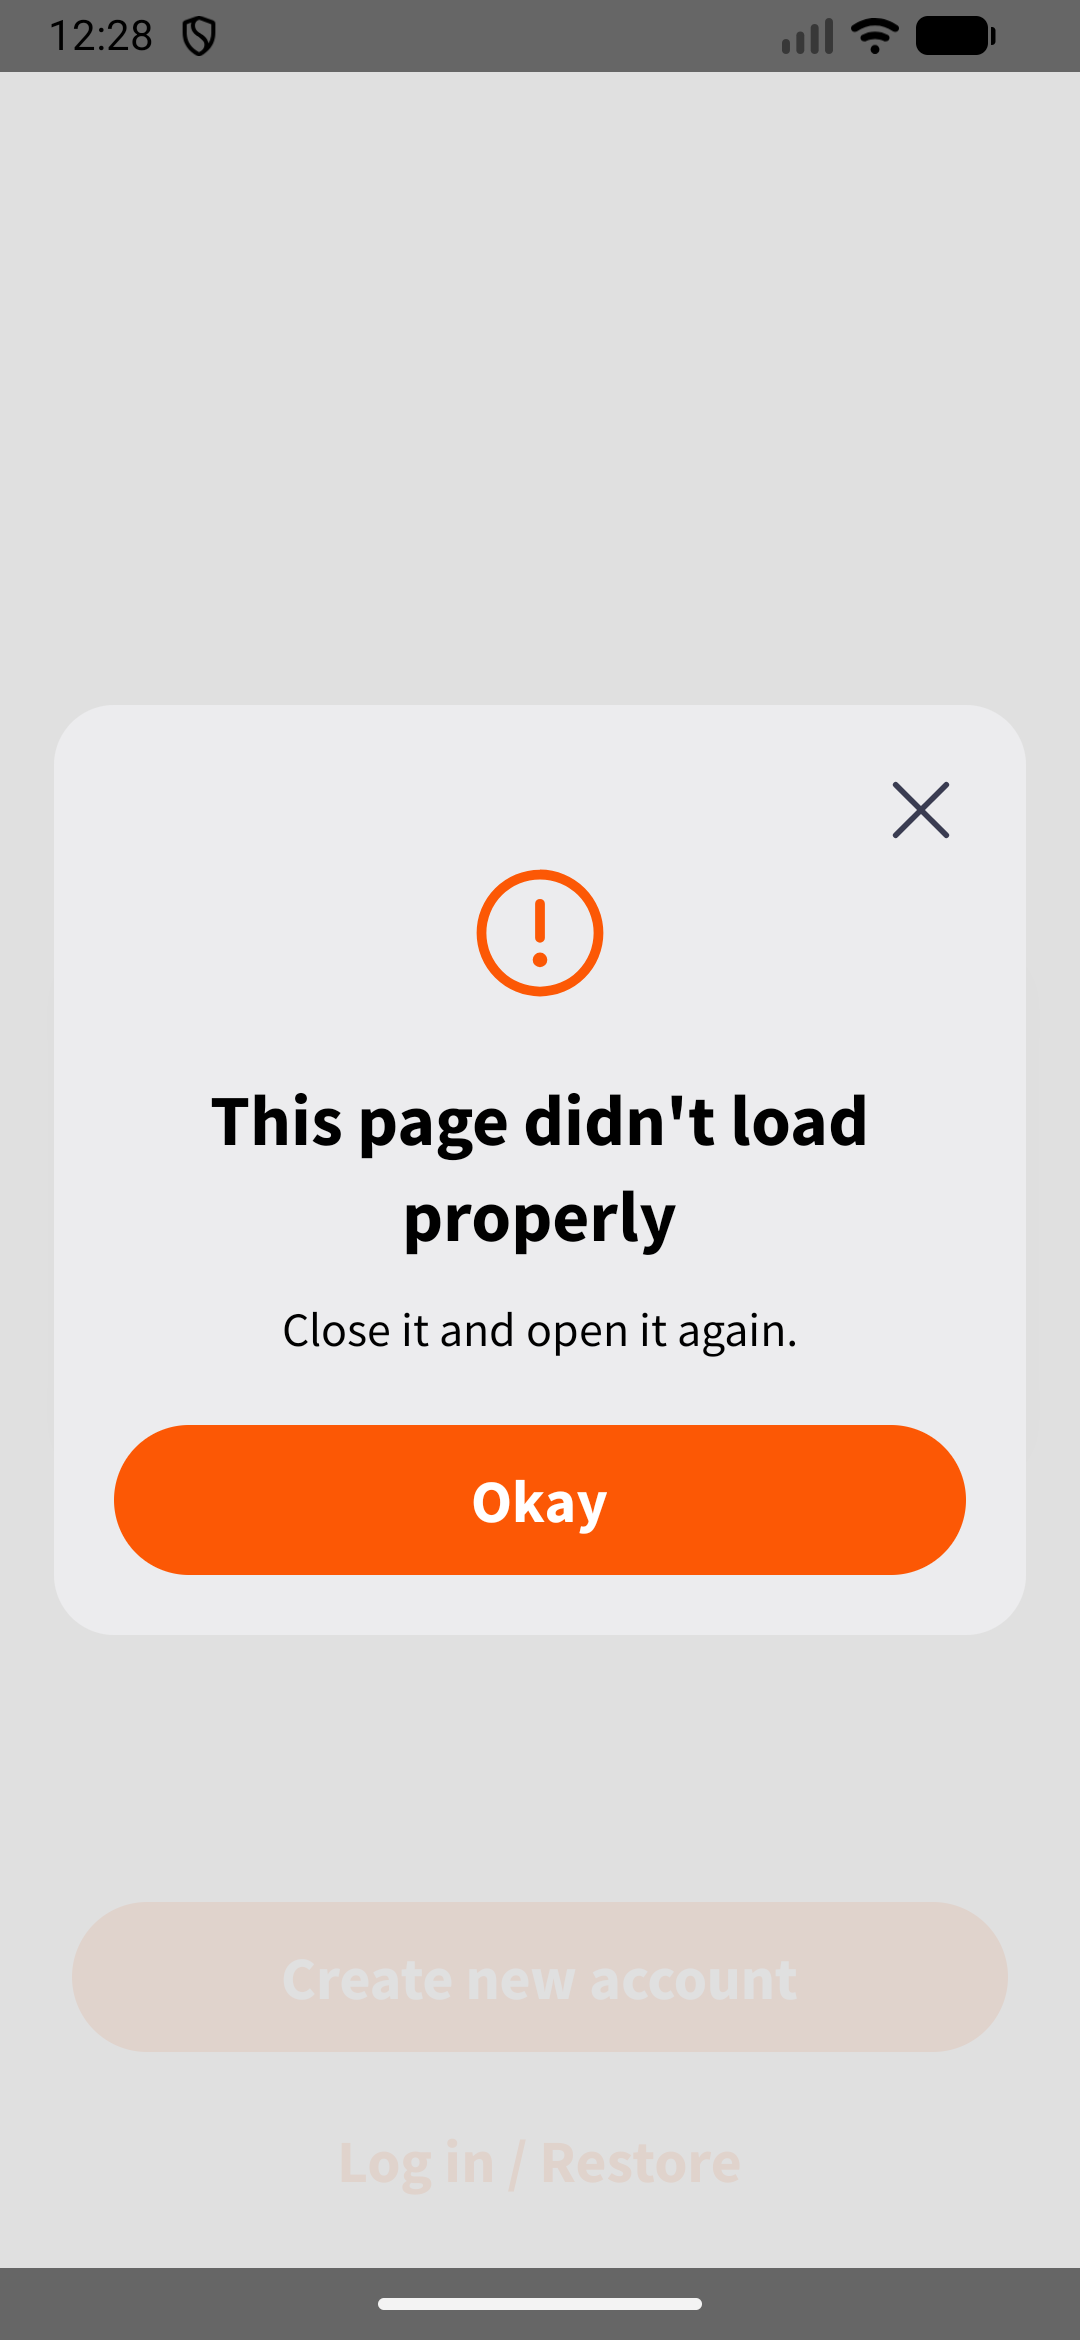 12:28
This page didn't load
properly
Close it and open it again.
Okay
Create new account
Log in / Restore